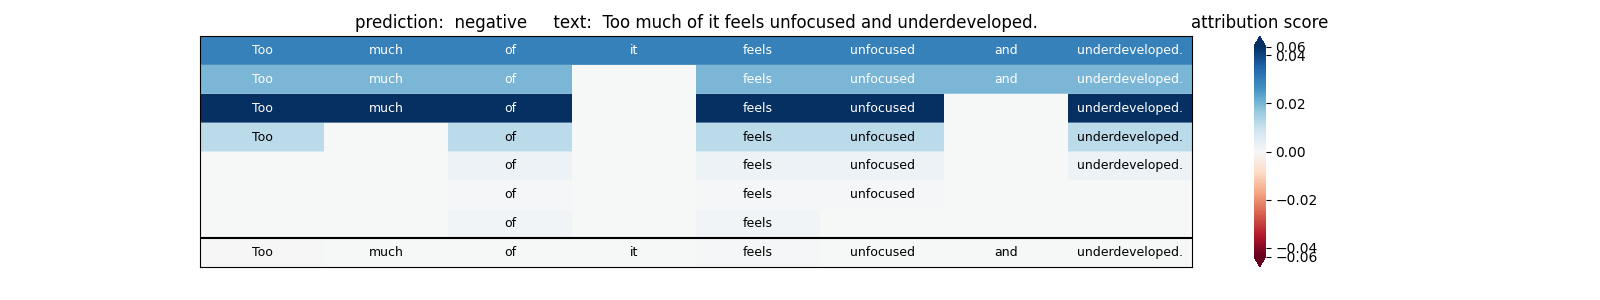 prediction:  negative     text:  Too much of it feels unfocused and underdeveloped.     attribution score
Too much of it feels unfocused and underdeveloped.
Too much of feels unfocused and underdeveloped.
Too much of feels unfocused underdeveloped.
Too of feels unfocused underdeveloped.
of feels unfocused underdeveloped.
of feels unfocused
of feels
Too much of it feels unfocused and underdeveloped.
0.06
0.04
0.02
0.00
−0.02
−0.04
−0.06